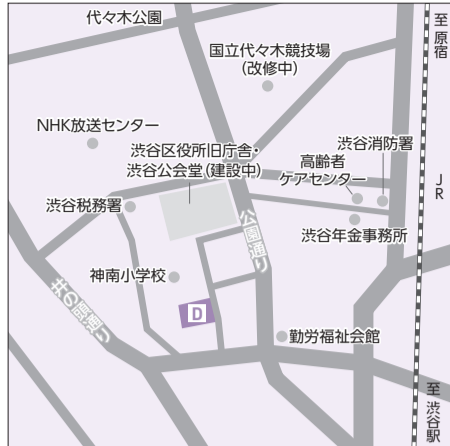 代々木公園
至原宿
国立代々木競技場
(改修中)
NHK放送センター
渋谷区役所旧庁舎・
渋谷公会堂(建設中)
渋谷消防署
高齢者
ケアセンター
JR
渋谷税務署
公園通り
渋谷年金事務所
神南小学校
井の頭通り
D
勤労福祉会館
至渋谷駅